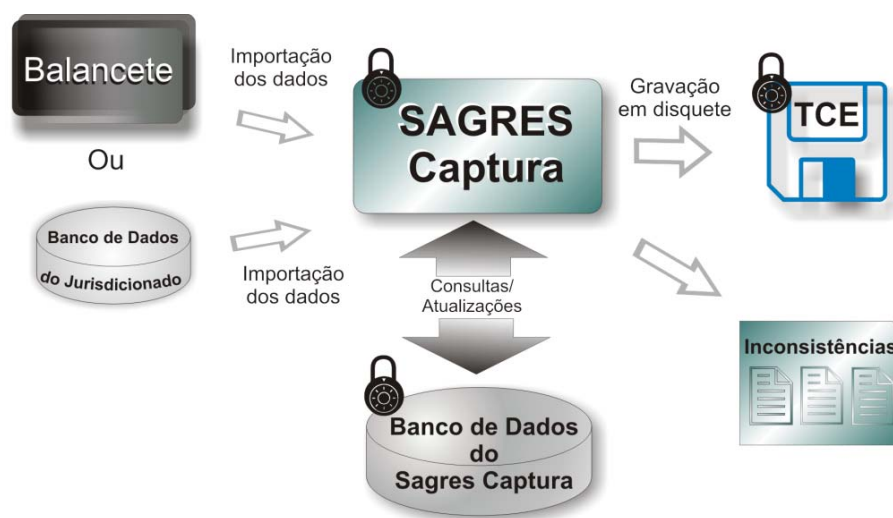 Balancete
Ou
Banco de Dados
do Jurisdicionado
Importação
dos dados
Importação
dos dados
SAGRES
Captura
Consultas/
Atualizações
Banco de Dados
do
Sagres Captura
Gravação
em disquete
TCE
Inconsistências